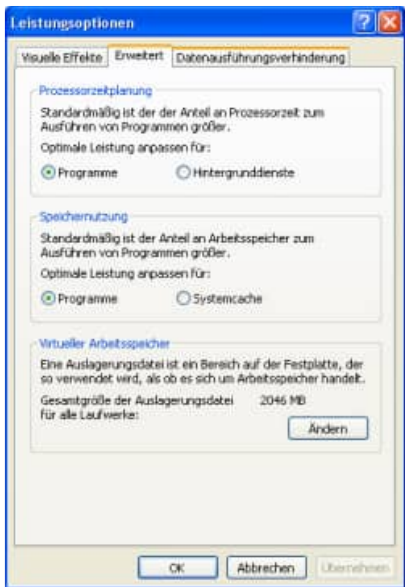 Leistungsoptionen
Visuelle Effekte Erweitert Datenausführungsverhinderung
Prozessorzeitplanung
Standardmäßig ist der der Anteil an Prozessorzeit zum
Ausführen von Programmen größer.
Optimale Leistung anpassen für:
Programme Hintergrunddienste
Speichernutzung
Standardmäßig ist der Anteil an Arbeitsspeicher zum
Ausführen von Programmen größer.
Optimale Leistung anpassen für:
Programme Systemcache
Virtueller Arbeitsspeicher
Eine Auslagerungsdatei ist ein Bereich auf der Festplatte, der
so verwendet wird, als ob es sich um Arbeitsspeicher handelt.
Gesamtgröße der Auslagerungsdatei 2046 MB
für alle Laufwerke:
Ändern
OK Abbrechen Übernehmen